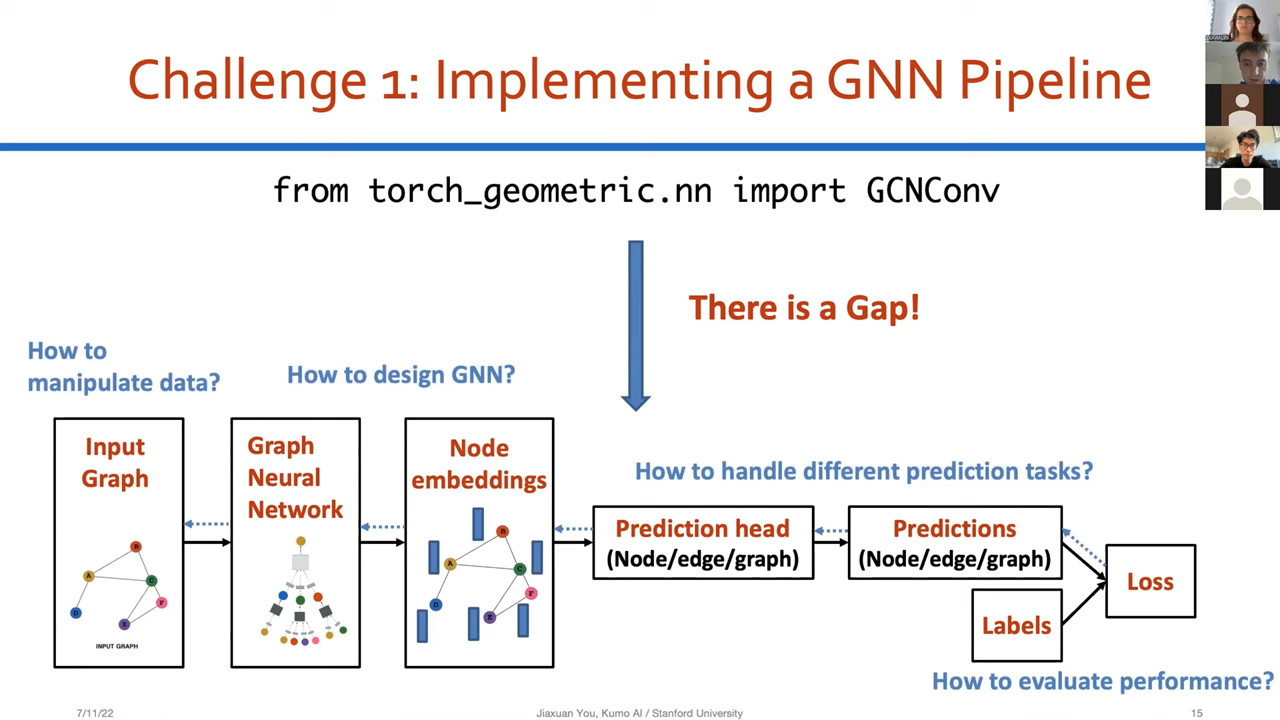 Challenge 1: Implementing a GNN Pipeline
from torch_geometric.nn import GCNConv
There is a Gap!
How to
manipulate data?
How to design GNN?
Input
Graph
B
A
C
F
D
E
INPUT GRAPH
Graph
Neural
Network
Node
embeddings
B
A
C
F
D
E
How to handle different prediction tasks?
Prediction head
(Node/edge/graph)
Predictions
(Node/edge/graph)
Labels
Loss
How to evaluate performance?
7/11/22
Jiaxuan You, Kumo AI / Stanford University
15